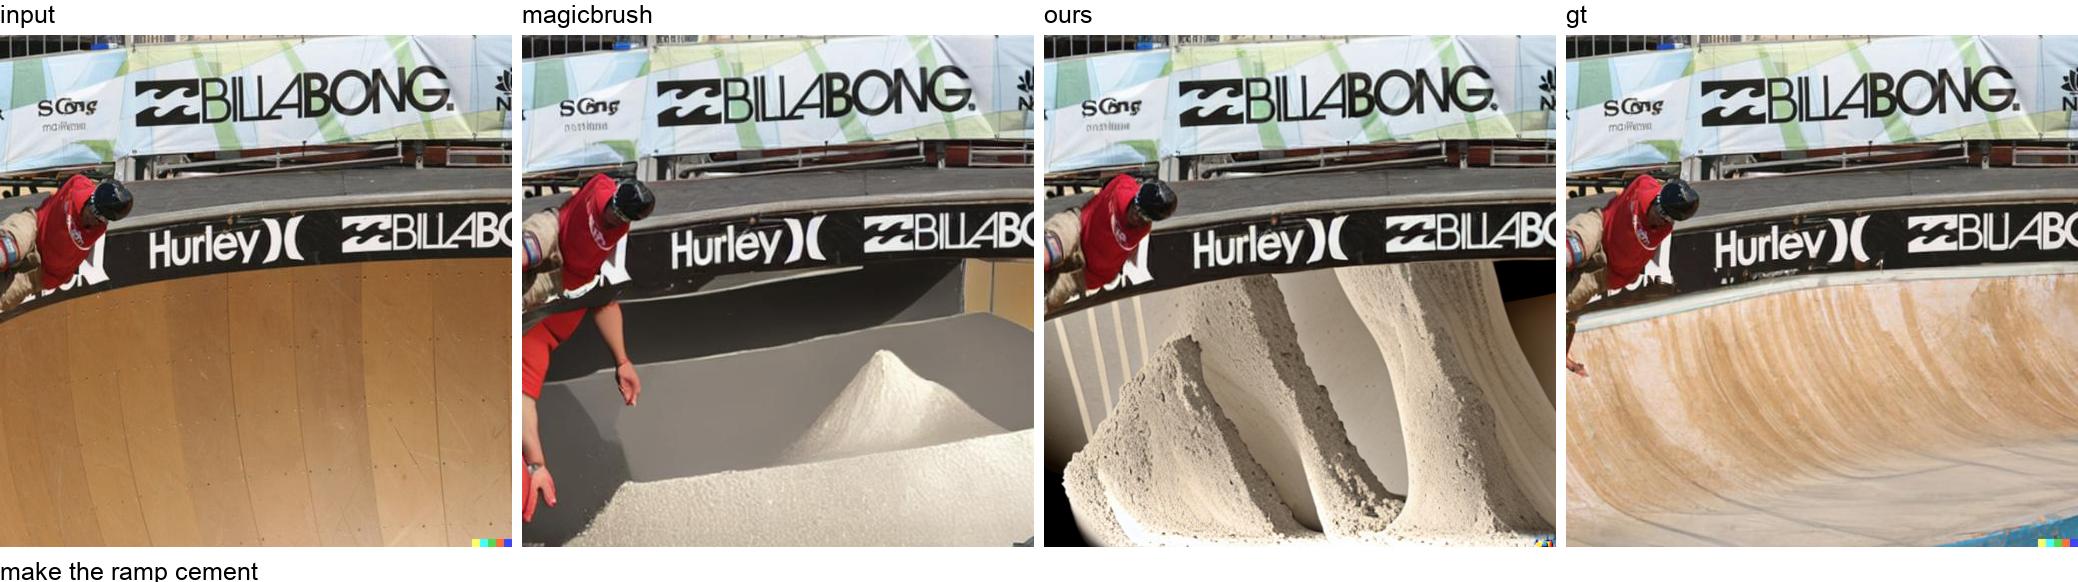 input
magicbrush
ours
gt
BILLABONG.
BILLABONG.
BILLABONG.
BILLABONG.
Hurley
BILLABO
Hurley
BILLABO
Hurley
BILLABO
Hurley
BILLABO
make the ramp cement